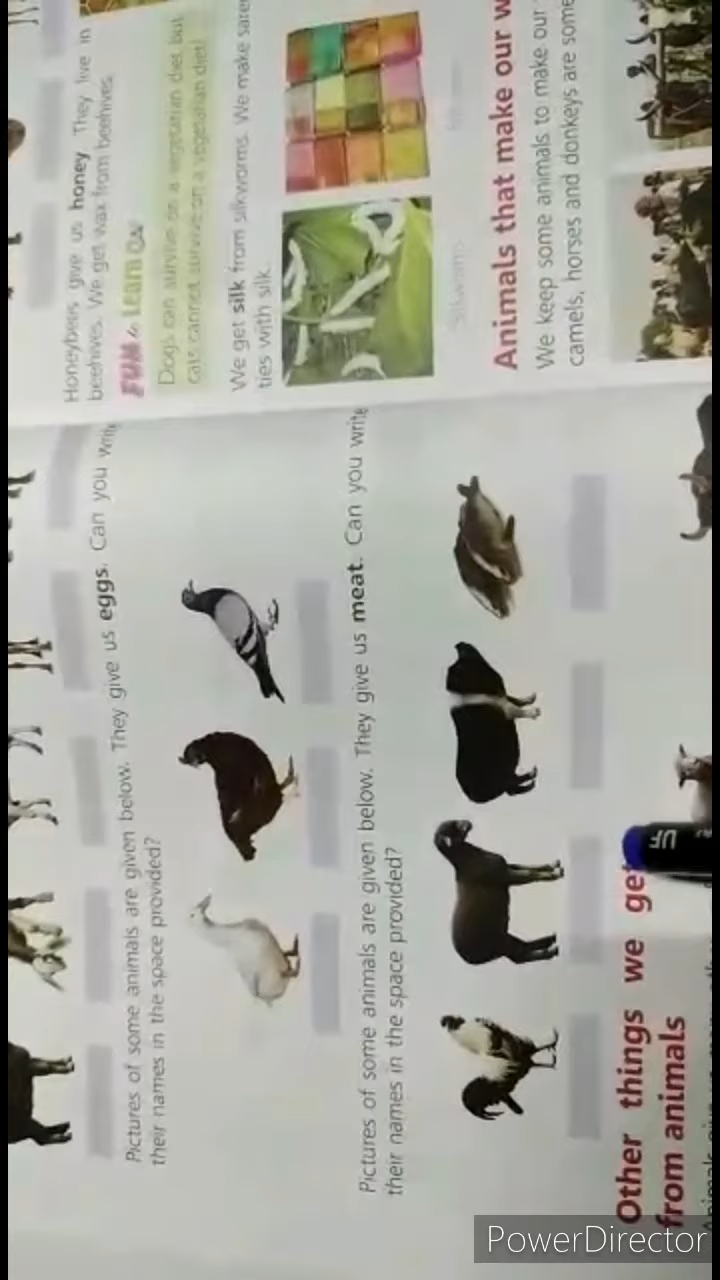 Pictures of some animals are given below. They give us eggs. Can you write
their names in the space provided?
Pictures of some animals are given below. They give us meat. Can you write
their names in the space provided?
Other things we get
from animals
Honeybees give us honey They live in
beehives. We get wax from beehives.
FUN to Learn
Dogs can survive on a vegetarian diet, but
cats cannot survive on a vegetarian diet!
We get silk from silkworms. We make sarees
ties with silk.
Silkworms
Animals that make our w
We keep some animals to make our
camels, horses and donkeys are some
UF
PowerDirector